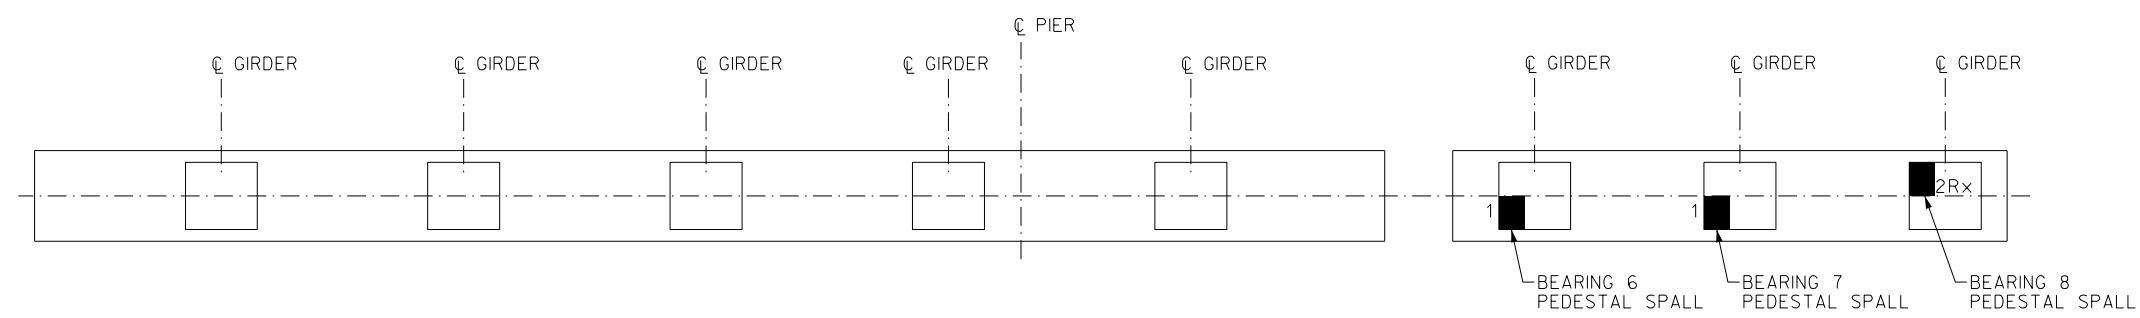 ℄ PIER
℄ GIRDER
℄ GIRDER
℄ GIRDER
℄ GIRDER
℄ GIRDER
℄ GIRDER
℄ GIRDER
℄ GIRDER
1
1
2Rx
BEARING 6
PEDESTAL SPALL
BEARING 7
PEDESTAL SPALL
BEARING 8
PEDESTAL SPALL